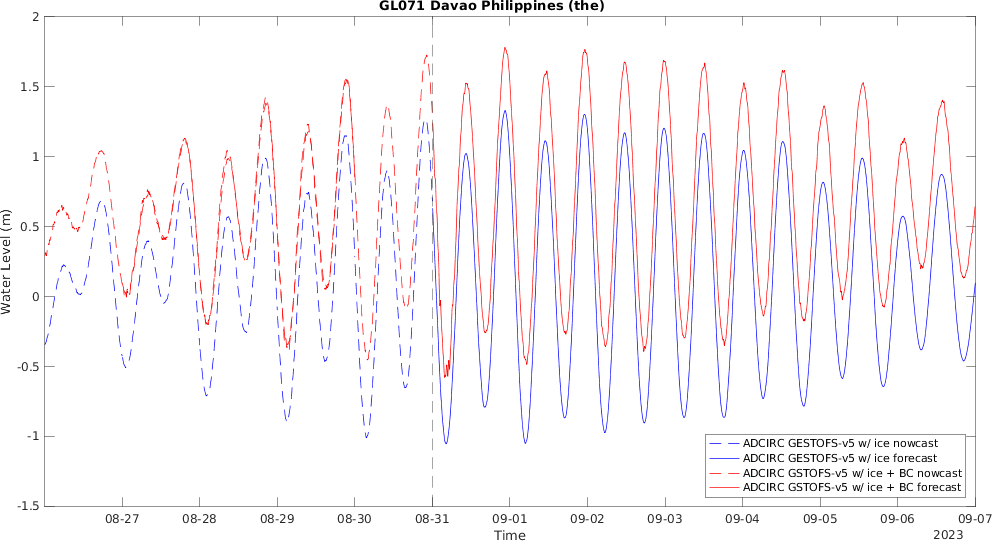 GL071 Davao Philippines (the)
2
1.5
1
0.5
0
-0.5
-1
-1.5
Water Level (m)
ADCIRC GESTOFS-v5 w/ ice nowcast
ADCIRC GESTOFS-v5 w/ ice forecast
ADCIRC GSTOFS-v5 w/ ice + BC nowcast
ADCIRC GSTOFS-v5 w/ ice + BC forecast
08-27 08-28 08-29 08-30 08-31 09-01 09-02 09-03 09-04 09-05 09-06 09-07
Time
2023